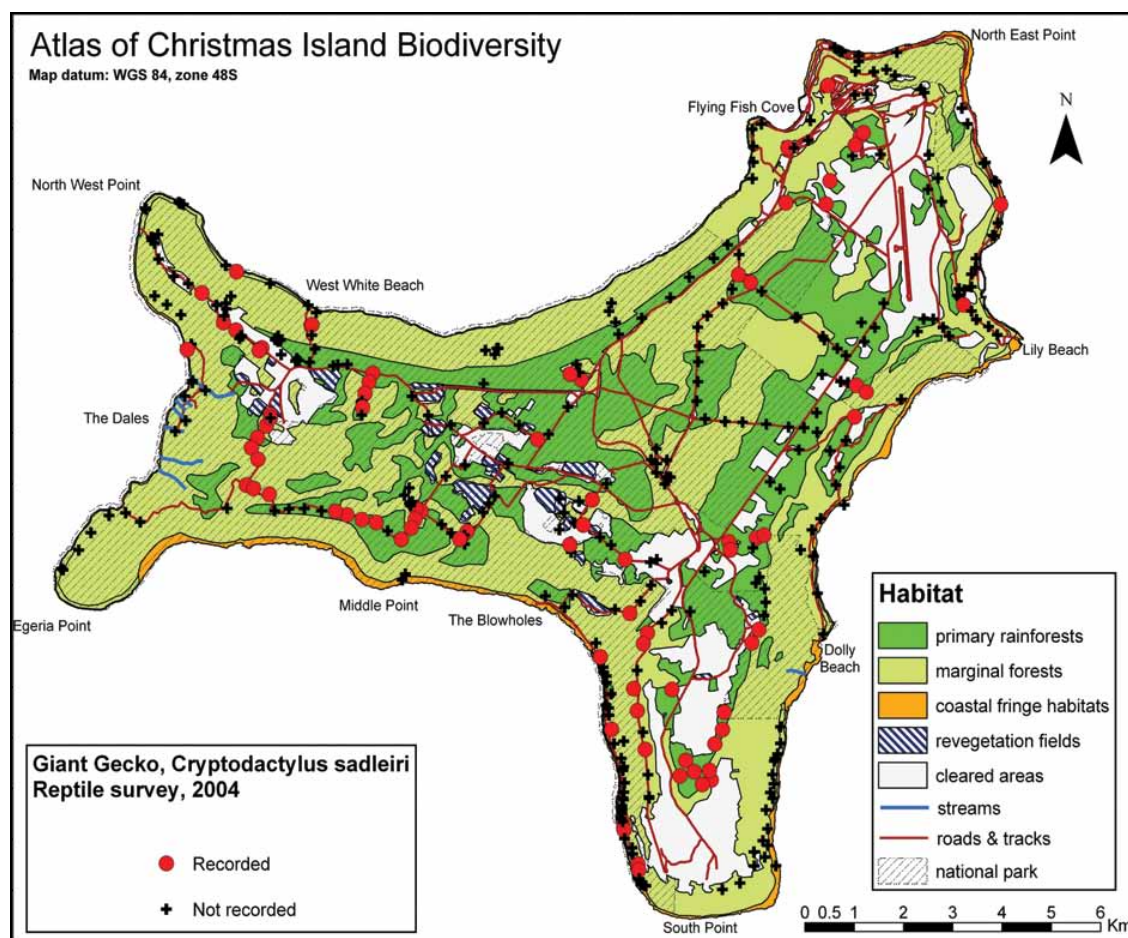 Atlas of Christmas Island Biodiversity
Map datum: WGS 84, zone 48S
North East Point
Flying Fish Cove
N
North West Point
West White Beach
Lily Beach
The Dales
Egeria Point
Middle Point
The Blowholes
Dolly
Beach
South Point
Habitat
primary rainforests
marginal forests
coastal fringe habitats
revegetation fields
cleared areas
streams
roads & tracks
national park
Giant Gecko, Cryptodactylus sadleiri
Reptile survey, 2004
Recorded
Not recorded
0 0.5 1 2 3 4 5 6
Km